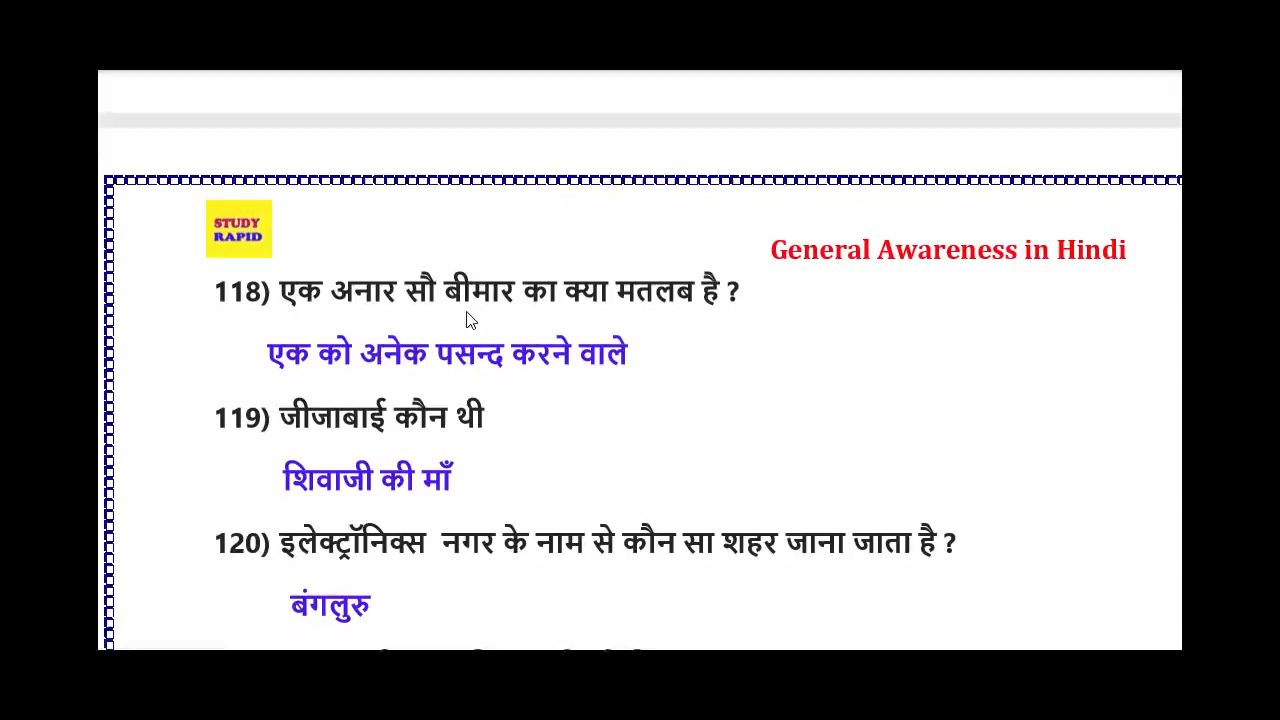 STUDY
RAPID
General Awareness in Hindi
118) एक अनार सौ बीमार का क्या मतलब है ?
एक को अनेक पसन्द करने वाले
119) जीजाबाई कौन थी
शिवाजी की माँ
120) इलेक्ट्रॉनिक्स नगर के नाम से कौन सा शहर जाना जाता है ?
बंगलुरु